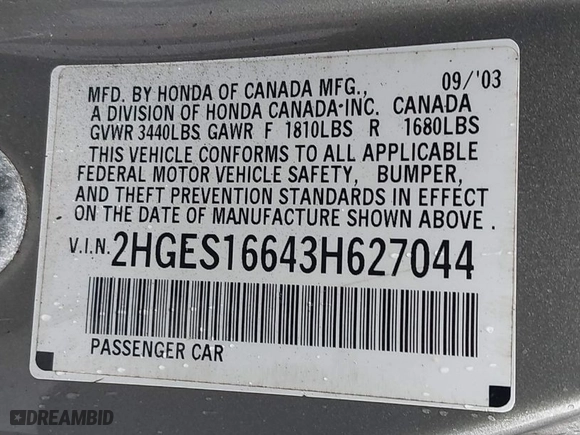 MFD. BY HONDA OF CANADA MFG., 09/'03
A DIVISION OF HONDA CANADA·INC. CANADA
GVWR 3440LBS GAWR F 1810LBS R 1680LBS
THIS VEHICLE CONFORMS TO ALL APPLICABLE
FEDERAL MOTOR VEHICLE SAFETY, BUMPER,
AND THEFT PREVENTION STANDARDS IN EFFECT
ON THE DATE OF MANUFACTURE SHOWN ABOVE.
V.I.N. 2HGES16643H627044
PASSENGER CAR
DREAMBID